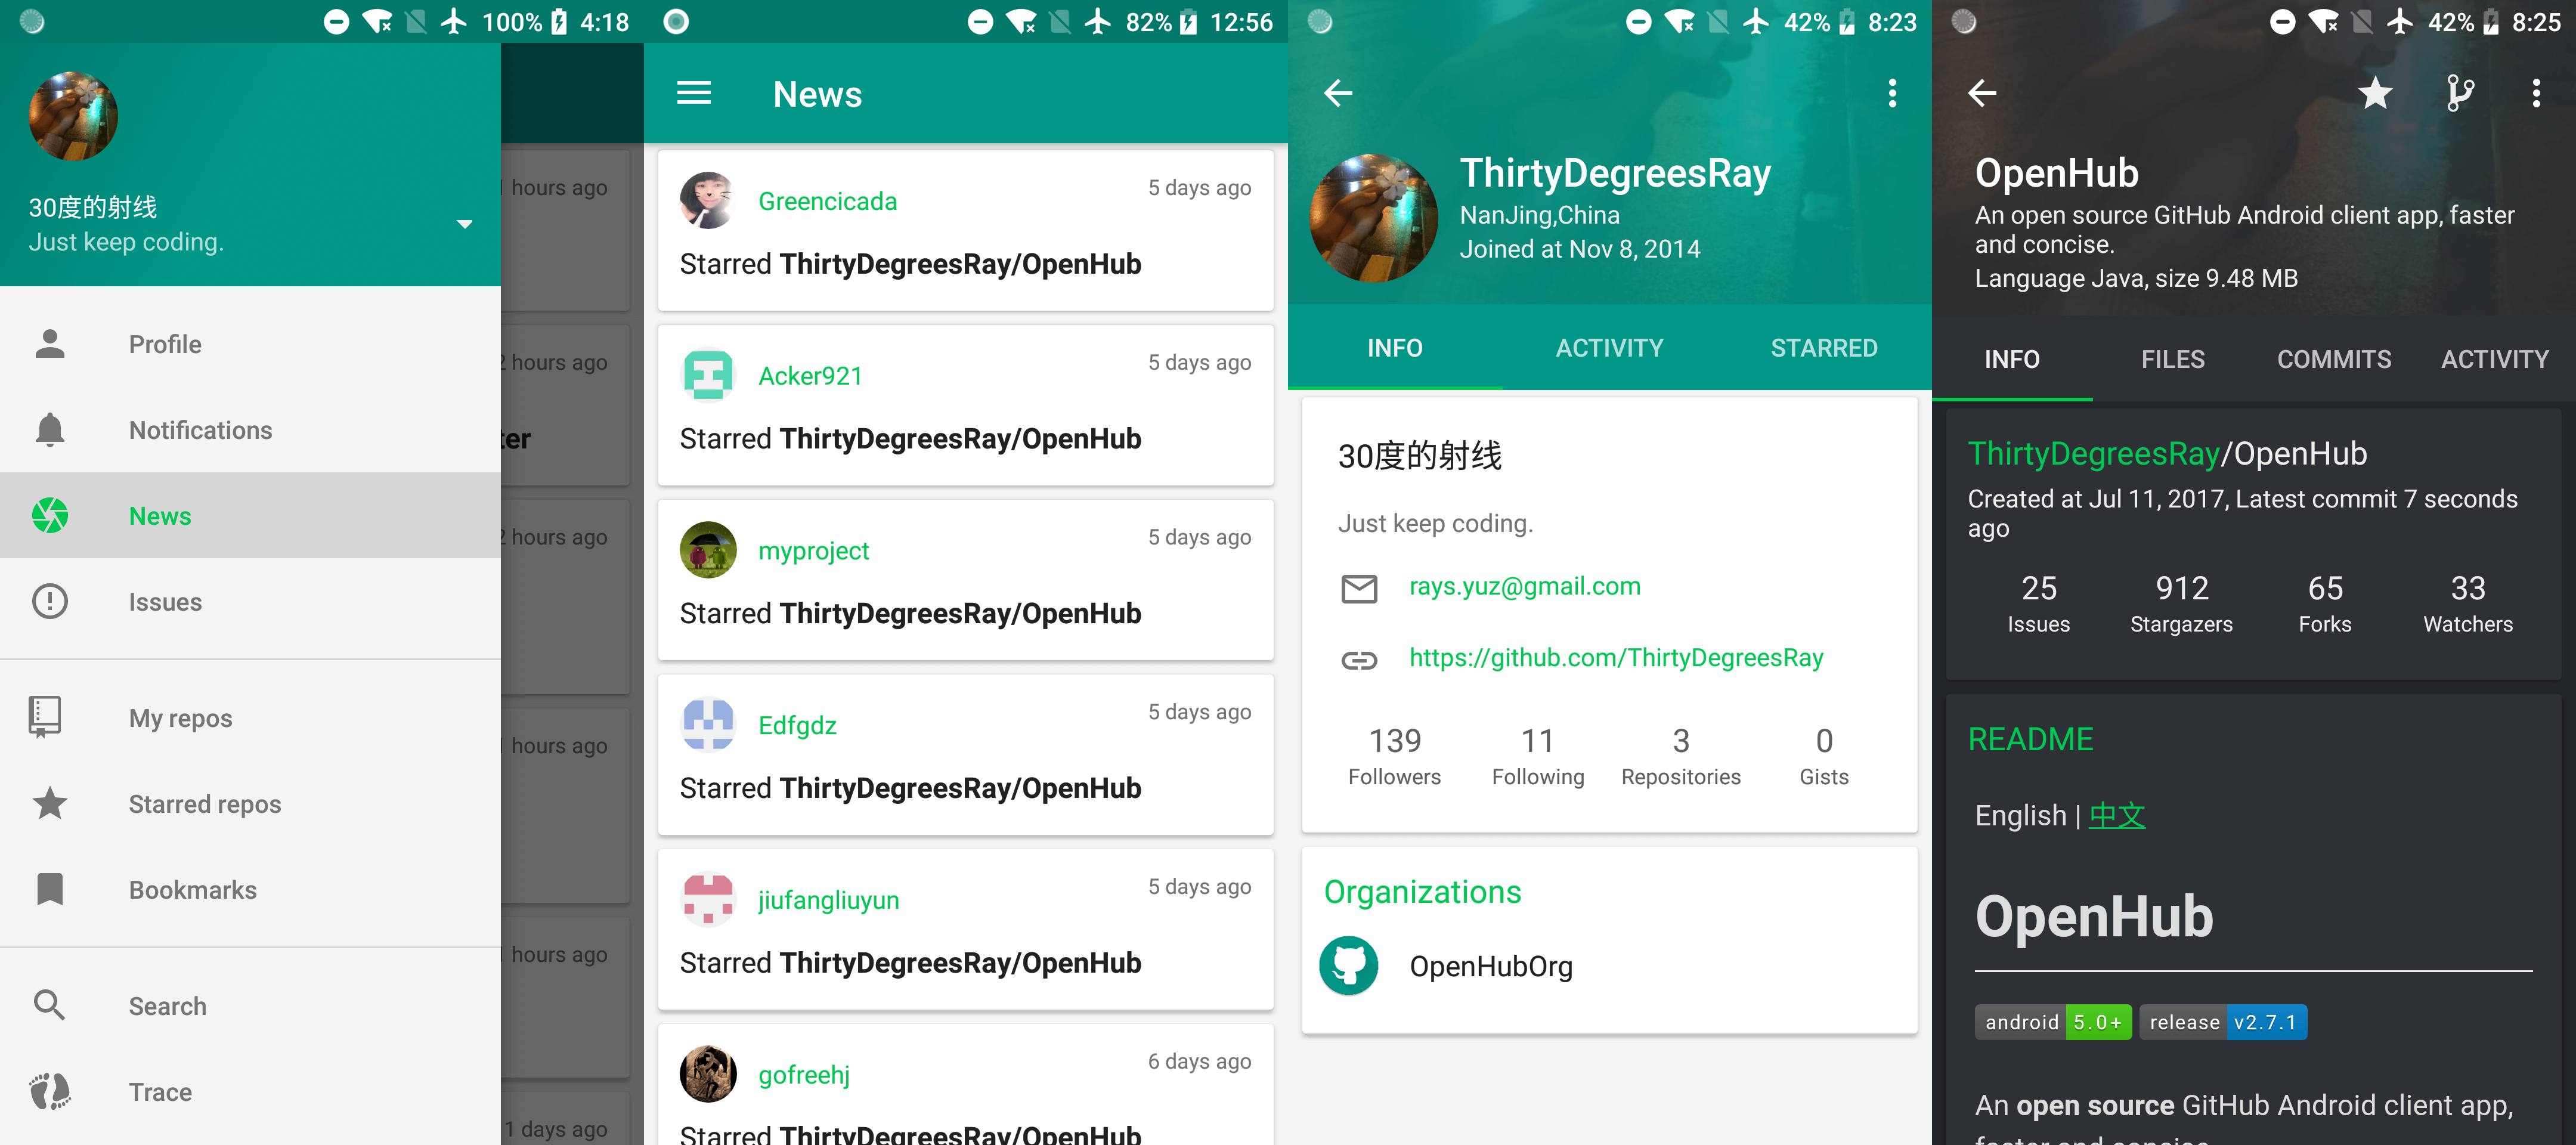 100% 4:18
30度的射线
Just keep coding.
Profile
Notifications
News
Issues
My repos
Starred repos
Bookmarks
Search
Trace
hours ago
2 hours ago
ter
2 hours ago
hours ago
hours ago
1 days ago
82% 12:56
News
Greencicada
5 days ago
Starred ThirtyDegreesRay/OpenHub
Acker921
5 days ago
Starred ThirtyDegreesRay/OpenHub
myproject
5 days ago
Starred ThirtyDegreesRay/OpenHub
Edfgdz
5 days ago
Starred ThirtyDegreesRay/OpenHub
jiufangliuyun
5 days ago
Starred ThirtyDegreesRay/OpenHub
gofreehj
6 days ago
Starred ThirtyDegreesRay/OpenHub
42% 8:23
ThirtyDegreesRay
NanJing,China
Joined at Nov 8, 2014
INFO ACTIVITY STARRED
30度的射线
Just keep coding.
rays.yuz@gmail.com
https://github.com/ThirtyDegreesRay
139 11 3 0
Followers Following Repositories Gists
Organizations
OpenHubOrg
42% 8:25
OpenHub
An open source GitHub Android client app, faster
and concise.
Language Java, size 9.48 MB
INFO FILES COMMITS ACTIVITY
ThirtyDegreesRay/OpenHub
Created at Jul 11, 2017, Latest commit 7 seconds
ago
25 912 65 33
Issues Stargazers Forks Watchers
README
English | 中文
OpenHub
android 5.0+ release v2.7.1
An open source GitHub Android client app,
faster and concise